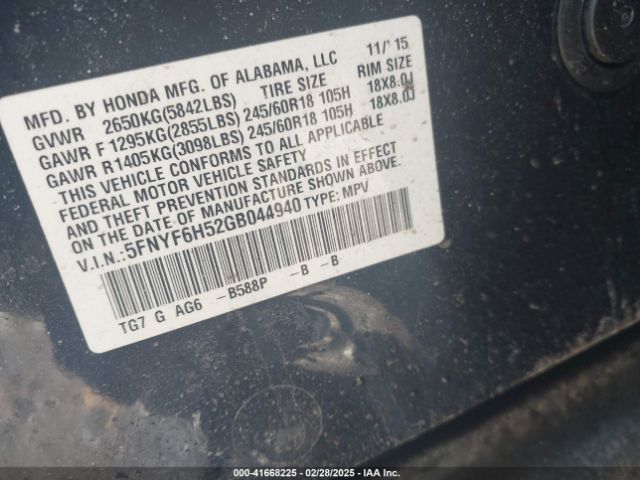 MFD. BY HONDA MFG. OF ALABAMA, LLC 11/'15
GVWR 2650KG(5842LBS) TIRE SIZE RIM SIZE
GAWR F 1295KG(2855LBS) 245/60R18 105H 18X8.0J
GAWR R1405KG(3098LBS) 245/60R18 105H 18X8.0J
THIS VEHICLE CONFORMS TO ALL APPLICABLE
FEDERAL MOTOR VEHICLE SAFETY
AND THEFT PREVENTION STANDARDS IN EFFECT
ON THE DATE OF MANUFACTURE SHOWN ABOVE.
V.I.N.:5FNYF6H52GB044940 TYPE: MPV
TG7 G AG6 -B588P -B -B
000-41668225 - 02/28/2025 - IAA Inc.